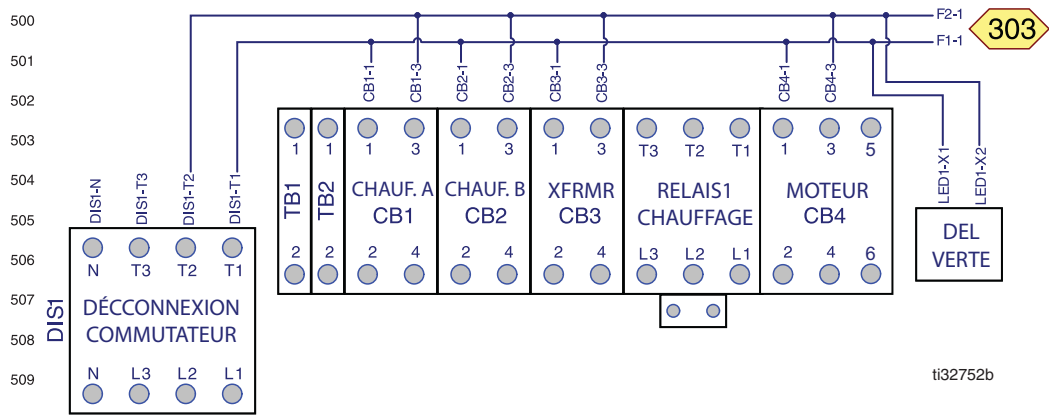 500
F2-1
303
F1-1
501
CB1-1
CB1-3
CB2-1
CB2-3
CB3-1
CB3-3
CB4-1
CB4-3
502
503
1 1 1 3 1 3 1 3 T3 T2 T1 1 3 5
504
DIS1-N
DIS1-T3
DIS1-T2
DIS1-T1
LED1-X1
LED1-X2
TB1
TB2
CHAUF. A
CB1
CHAUF. B
CB2
XFRMR
CB3
RELAIS1
CHAUFFAGE
MOTEUR
CB4
505
DEL
VERTE
2 2 2 4 2 4 2 4 L3 L2 L1 2 4 6
506
N T3 T2 T1
507
DIS1
DÉCCONNEXION
COMMUTATEUR
508
N L3 L2 L1
509
ti32752b